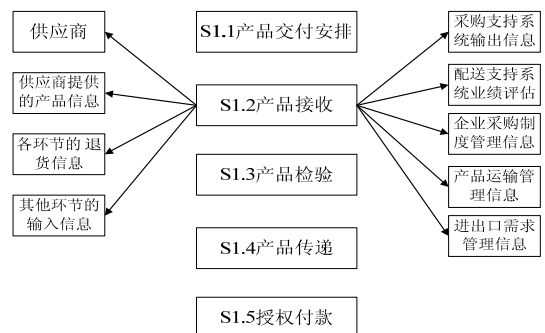 供应商
供应商提供
的产品信息
各环节的 退
货信息
其他环节的
输入信息
S1.1产品交付安排
S1.2产品接收
S1.3产品检验
S1.4产品传递
S1.5授权付款
采购支持系
统输出信息
配送支持系
统业绩评估
企业采购制
度管理信息
产品运输管
理信息
进出口需求
管理信息